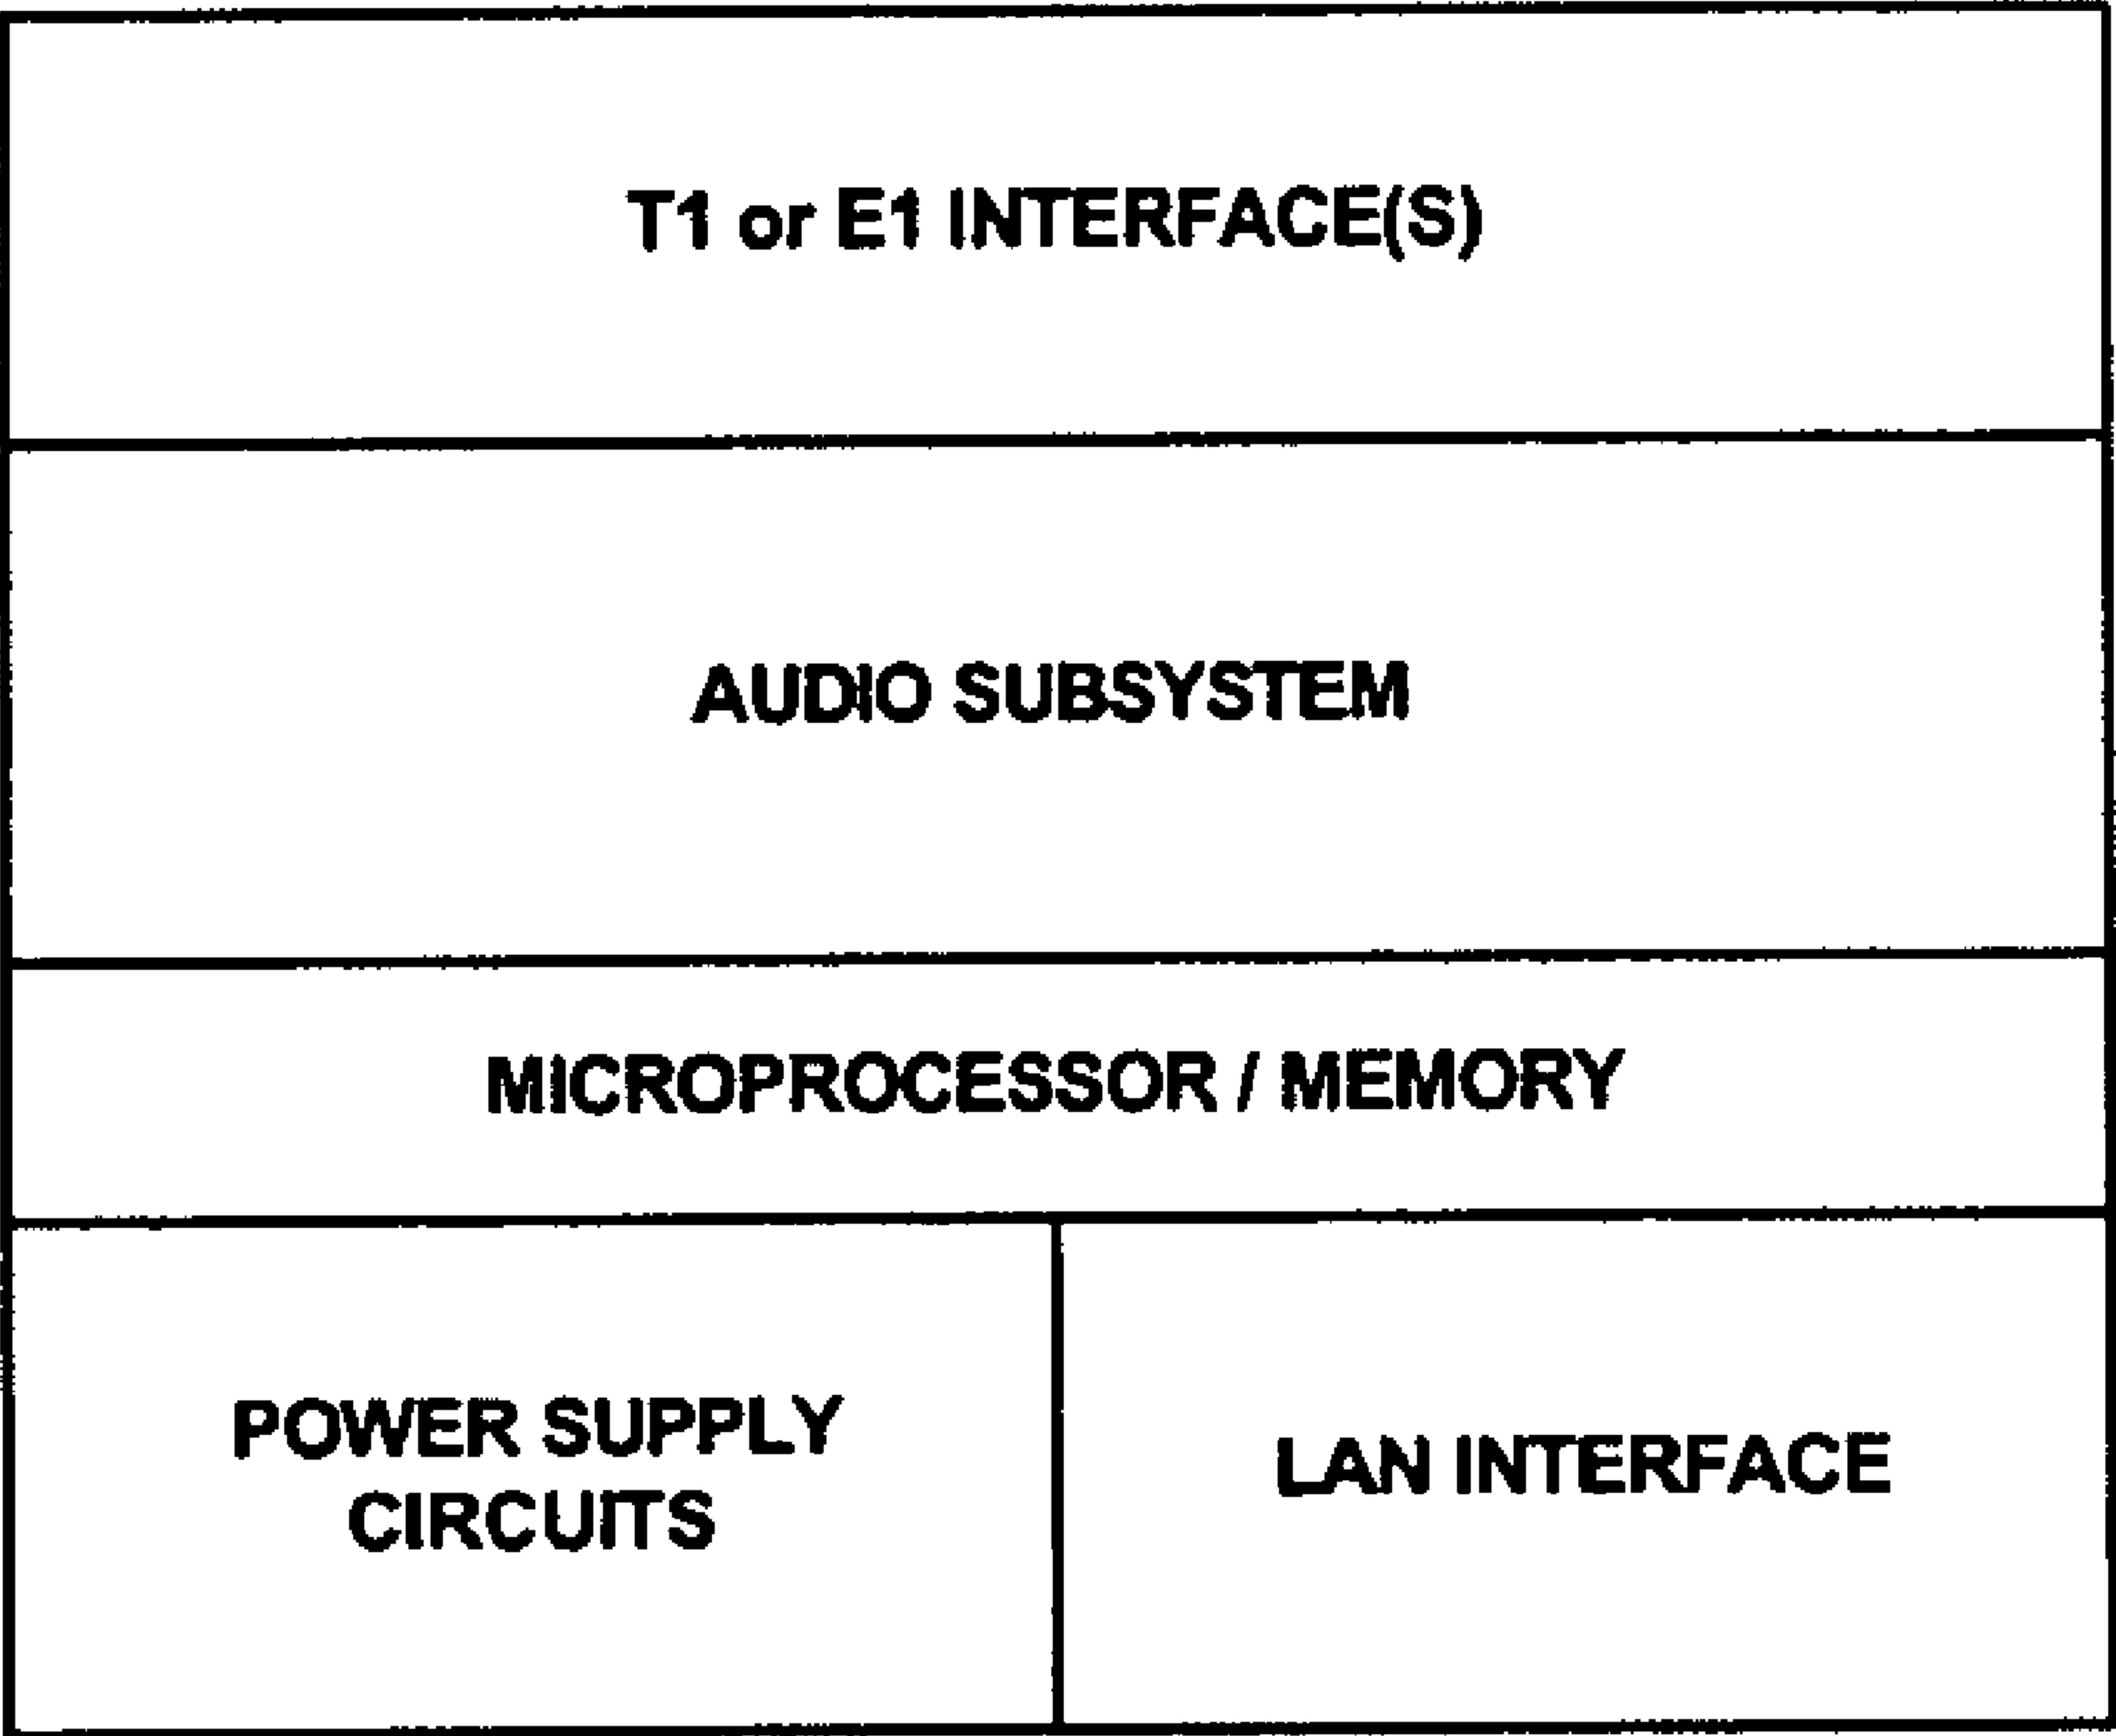 T1 or E1 INTERFACE(S)
AUDIO SUBSYSTEM
MICROPROCESSOR / MEMORY
POWER SUPPLY
CIRCUITS
LAN INTERFACE